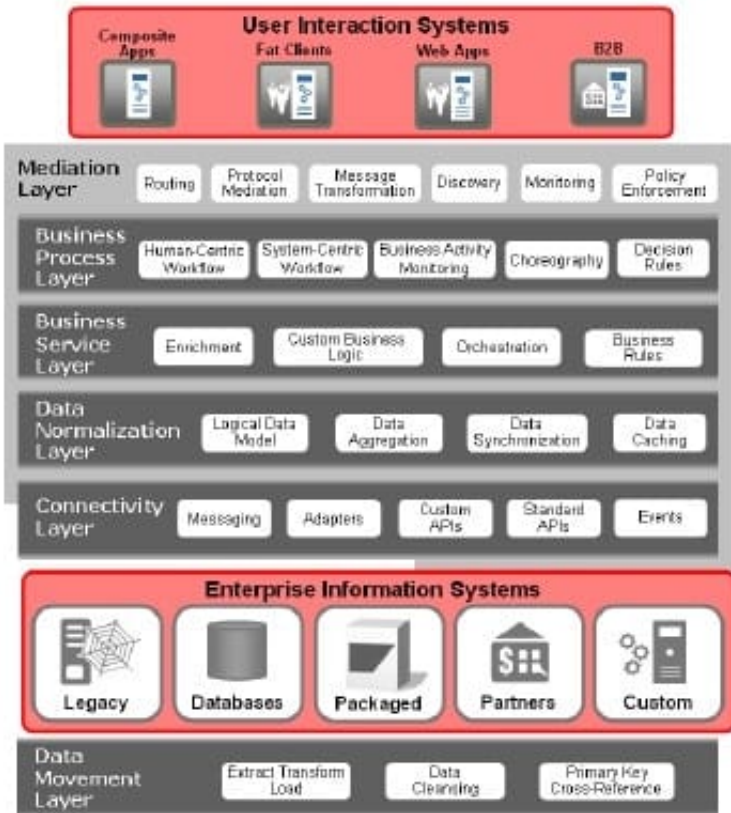 User Interaction Systems
Composite
Apps
Fat Clients
Web Apps
B2B
Mediation
Layer
Routing
Protocol
Mediation
Message
Transformation
Discovery
Monitoring
Policy
Enforcement
Business
Process
Layer
Human-Centric
Workflow
System-Centric
Workflow
Business Activity
Monitoring
Choreography
Decision
Rules
Business
Service
Layer
Enrichment
Custom Business
Logic
Orchestration
Business
Rules
Data
Normalization
Layer
Logical Data
Model
Data
Aggregation
Data
Synchronization
Data
Caching
Connectivity
Layer
Messaging
Adapters
Custom
APIs
Standard
APIs
Events
Enterprise Information Systems
Legacy
Databases
Packaged
Partners
Custom
Data
Movement
Layer
Extract Transform
Load
Data
Cleansing
Primary Key
Cross-Reference